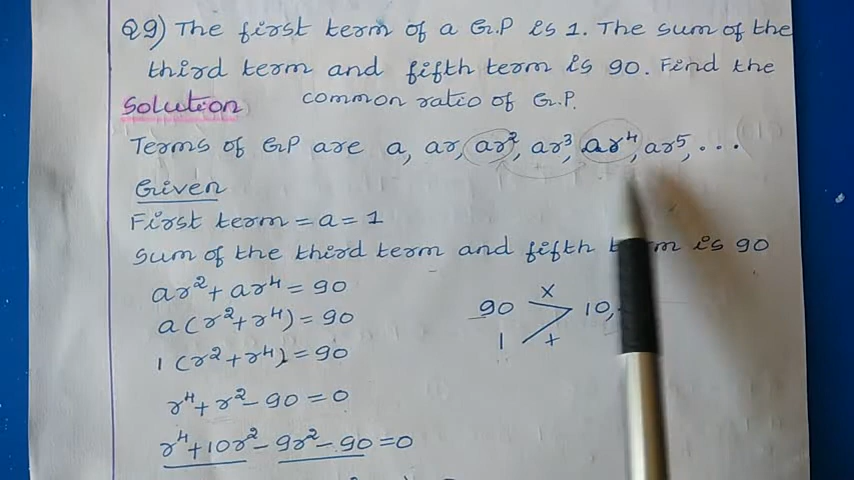 Q9) The first term of a G.P is 1. The sum of the
third term and fifth term is 90. Find the
common ratio of G.P.
Solution
Terms of GP are a, ar, ar², ar³, ar⁴, ar⁵, ...
Given
First term = a = 1
Sum of the third term and fifth is 90
ar² + ar⁴ = 90
a(r² + r⁴) = 90
1(r² + r⁴) = 90
r⁴ + r² - 90 = 0
r⁴ + 10r² - 9r² - 90 = 0
90 x 10,
1 +